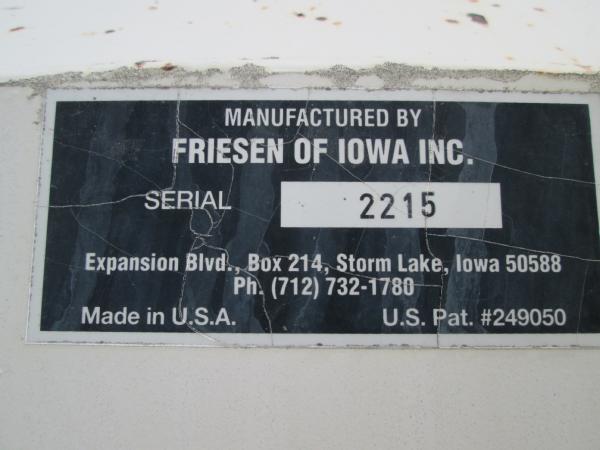 MANUFACTURED BY
FRIESEN OF IOWA INC.
SERIAL 2215
Expansion Blvd., Box 214, Storm Lake, Iowa 50588
Ph. (712) 732-1780
Made in U.S.A. U.S. Pat. #249050